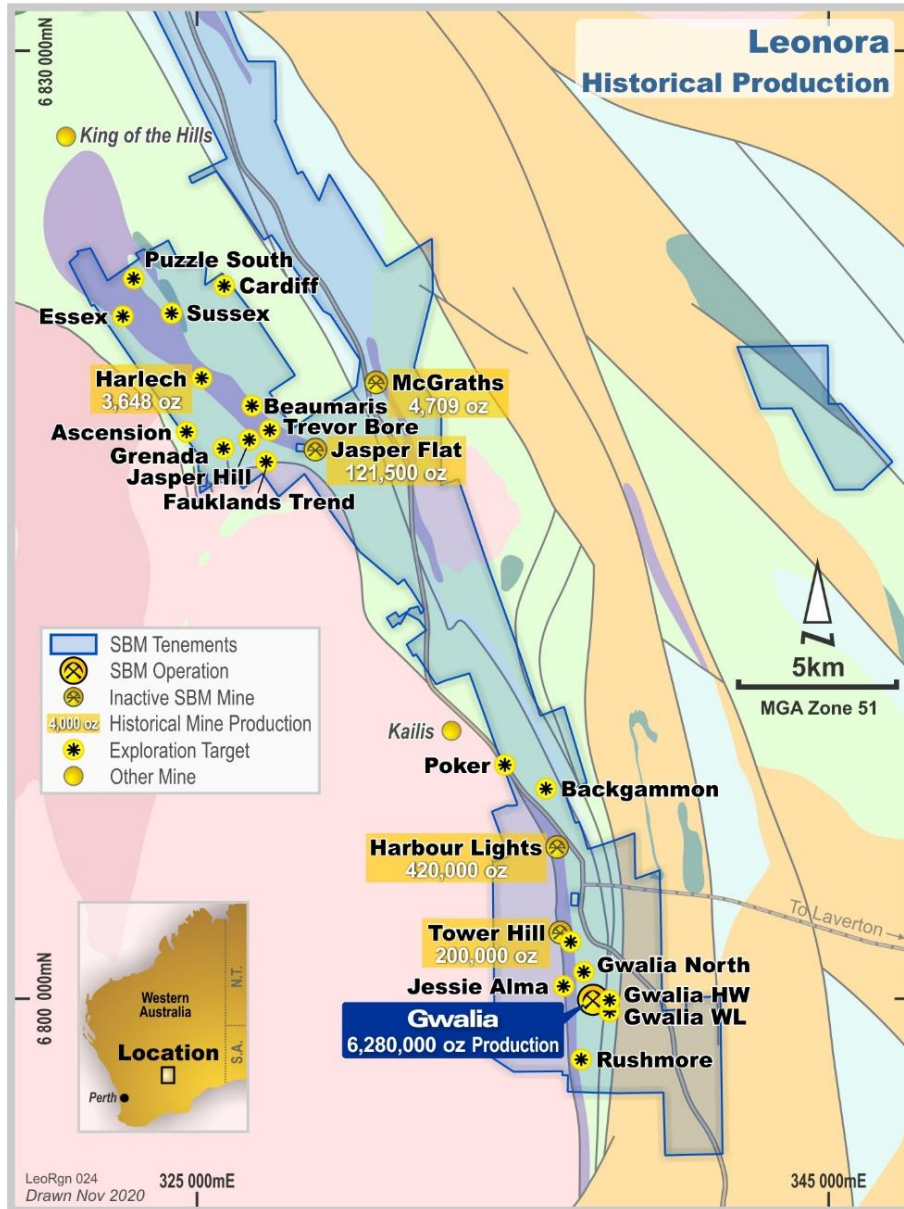 Leonora
Historical Production
6 830 000mN
King of the Hills
Puzzle South
Cardiff
Essex
Sussex
Harlech
3,648 oz
McGraths
4,709 oz
Beaumaris
Ascension
Trevor Bore
Grenada
Jasper Flat
121,500 oz
Jasper Hill
Fauklands Trend
N
5km
MGA Zone 51
SBM Tenements
SBM Operation
Inactive SBM Mine
4,000 oz Historical Mine Production
Exploration Target
Other Mine
Kailis
Poker
Backgammon
Harbour Lights
420,000 oz
To Laverton
Tower Hill
200,000 oz
Gwalia North
Jessie Alma
Gwalia HW
Gwalia WL
Gwalia
6,280,000 oz Production
Rushmore
6 800 000mN
Western
Australia
N.T.
S.A.
Location
Perth
LeoRgn 024
Drawn Nov 2020
325 000mE
345 000mE